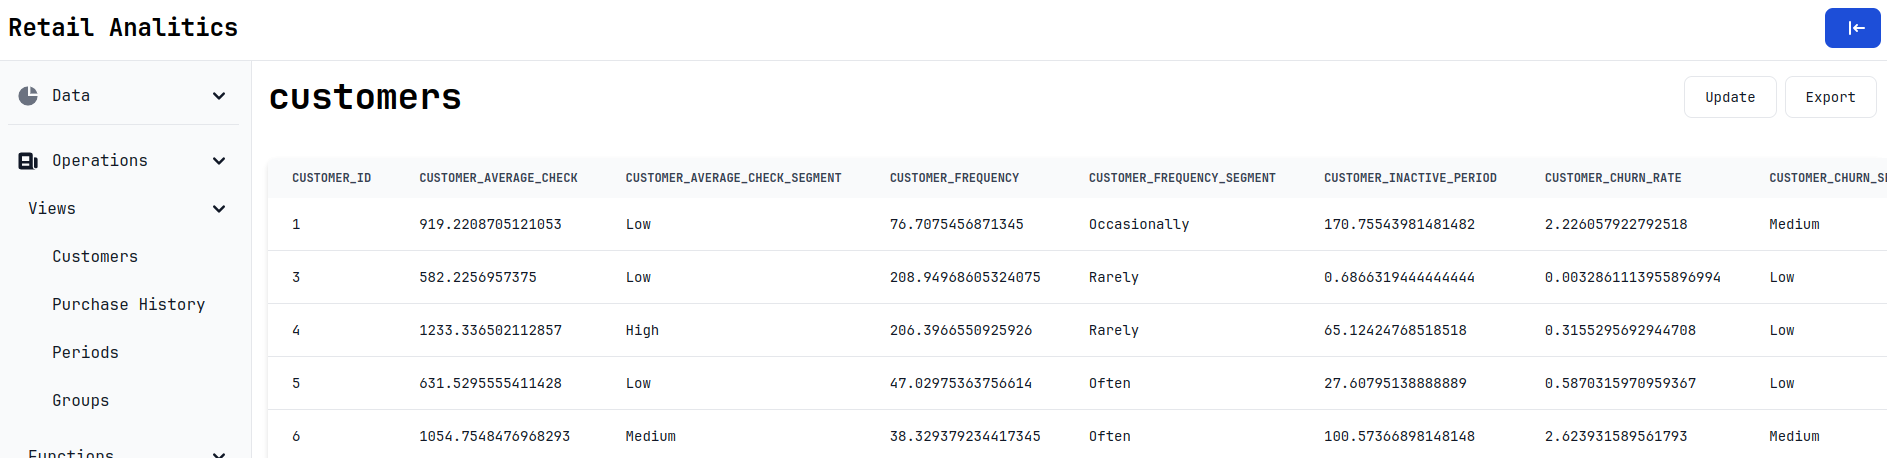 Retail Analitics
Data
Operations
Views
Customers
Purchase History
Periods
Groups
Functions
customers
Update Export
CUSTOMER_ID CUSTOMER_AVERAGE_CHECK CUSTOMER_AVERAGE_CHECK_SEGMENT CUSTOMER_FREQUENCY CUSTOMER_FREQUENCY_SEGMENT CUSTOMER_INACTIVE_PERIOD CUSTOMER_CHURN_RATE CUSTOMER_CHURN_S
1 919.2208705121053 Low 76.7075456871345 Occasionally 170.75543981481482 2.226057922792518 Medium
3 582.2256957375 Low 208.94968605324075 Rarely 0.6866319444444444 0.0032861113955896994 Low
4 1233.336502112857 High 206.3966550925926 Rarely 65.12424768518518 0.3155295692944708 Low
5 631.5295555411428 Low 47.02975363756614 Often 27.60795138888889 0.5870315970959367 Low
6 1054.7548476968293 Medium 38.329379234417345 Often 100.57366898148148 2.623931589561793 Medium